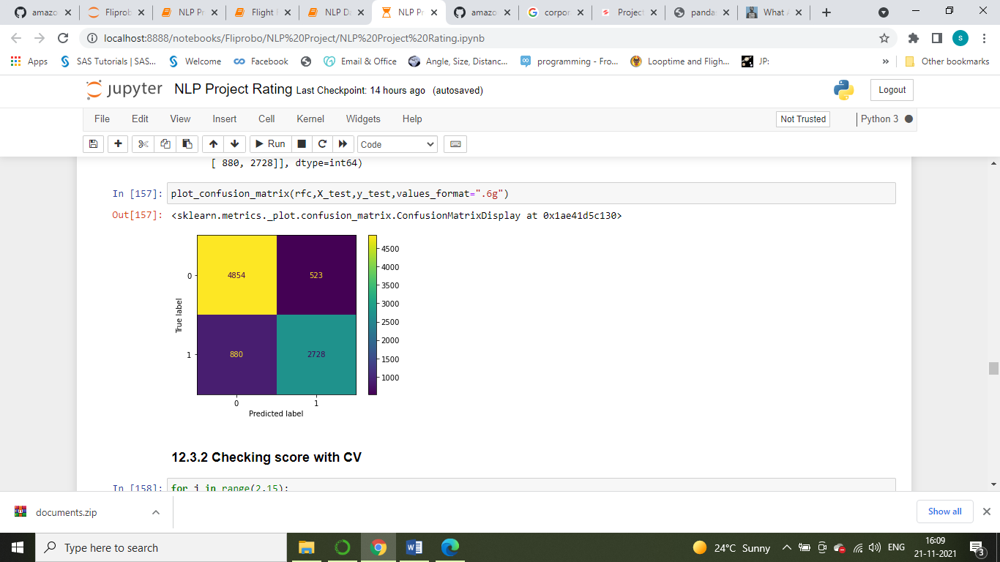 amazo
Fliprob
NLP Pr
Flight F
NLP Da
NLP Pr
amazo
corpor
Project
panda
What A
localhost:8888/notebooks/Fliprobo/NLP%20Project/NLP%20Project%20Rating.ipynb
s
Apps
SAS Tutorials | SAS...
Welcome
Facebook
Email & Office
Angle, Size, Distanc...
programming - Fro...
Looptime and Fligh...
JP:
»
Other bookmarks
jupyter NLP Project Rating Last Checkpoint: 14 hours ago (autosaved)
Logout
File Edit View Insert Cell Kernel Widgets Help
Not Trusted
Python 3
Run
Code
[ 880, 2728]], dtype=int64)
In [157]: plot_confusion_matrix(rfc,X_test,y_test,values_format=".6g")
Out[157]: <sklearn.metrics._plot.confusion_matrix.ConfusionMatrixDisplay at 0x1ae41d5c130>
4500
4000
3500
3000
2500
2000
1500
1000
0
4854 523
True label
1
880 2728
0 1
Predicted label
12.3.2 Checking score with CV
In [158]: for j in range(2,15):
documents.zip
Show all
Type here to search
24°C Sunny
ENG
16:09
21-11-2021
3